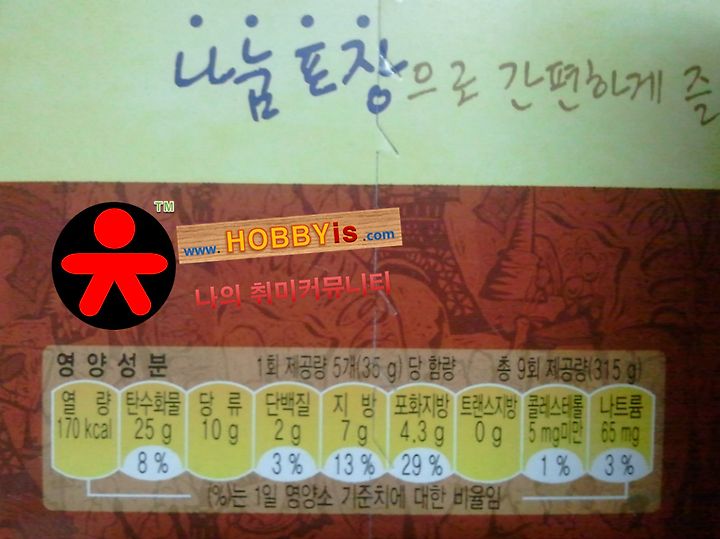 나눔포장으로 간편하게 즐
TM
www.HOBBYis.com
나의 취미커뮤니티
영양성분 1회 제공량 5개(35 g) 당 함량 총 9회 제공량(315 g)
열량 탄수화물 당류 단백질 지방 포화지방 트랜스지방 콜레스테롤 나트륨
170 kcal 25 g 10 g 2 g 7 g 4.3 g 0 g 5 mg미만 65 mg
8 % 3 % 13 % 29 % 1 % 3 %
(%)는 1일 영양소 기준치에 대한 비율임